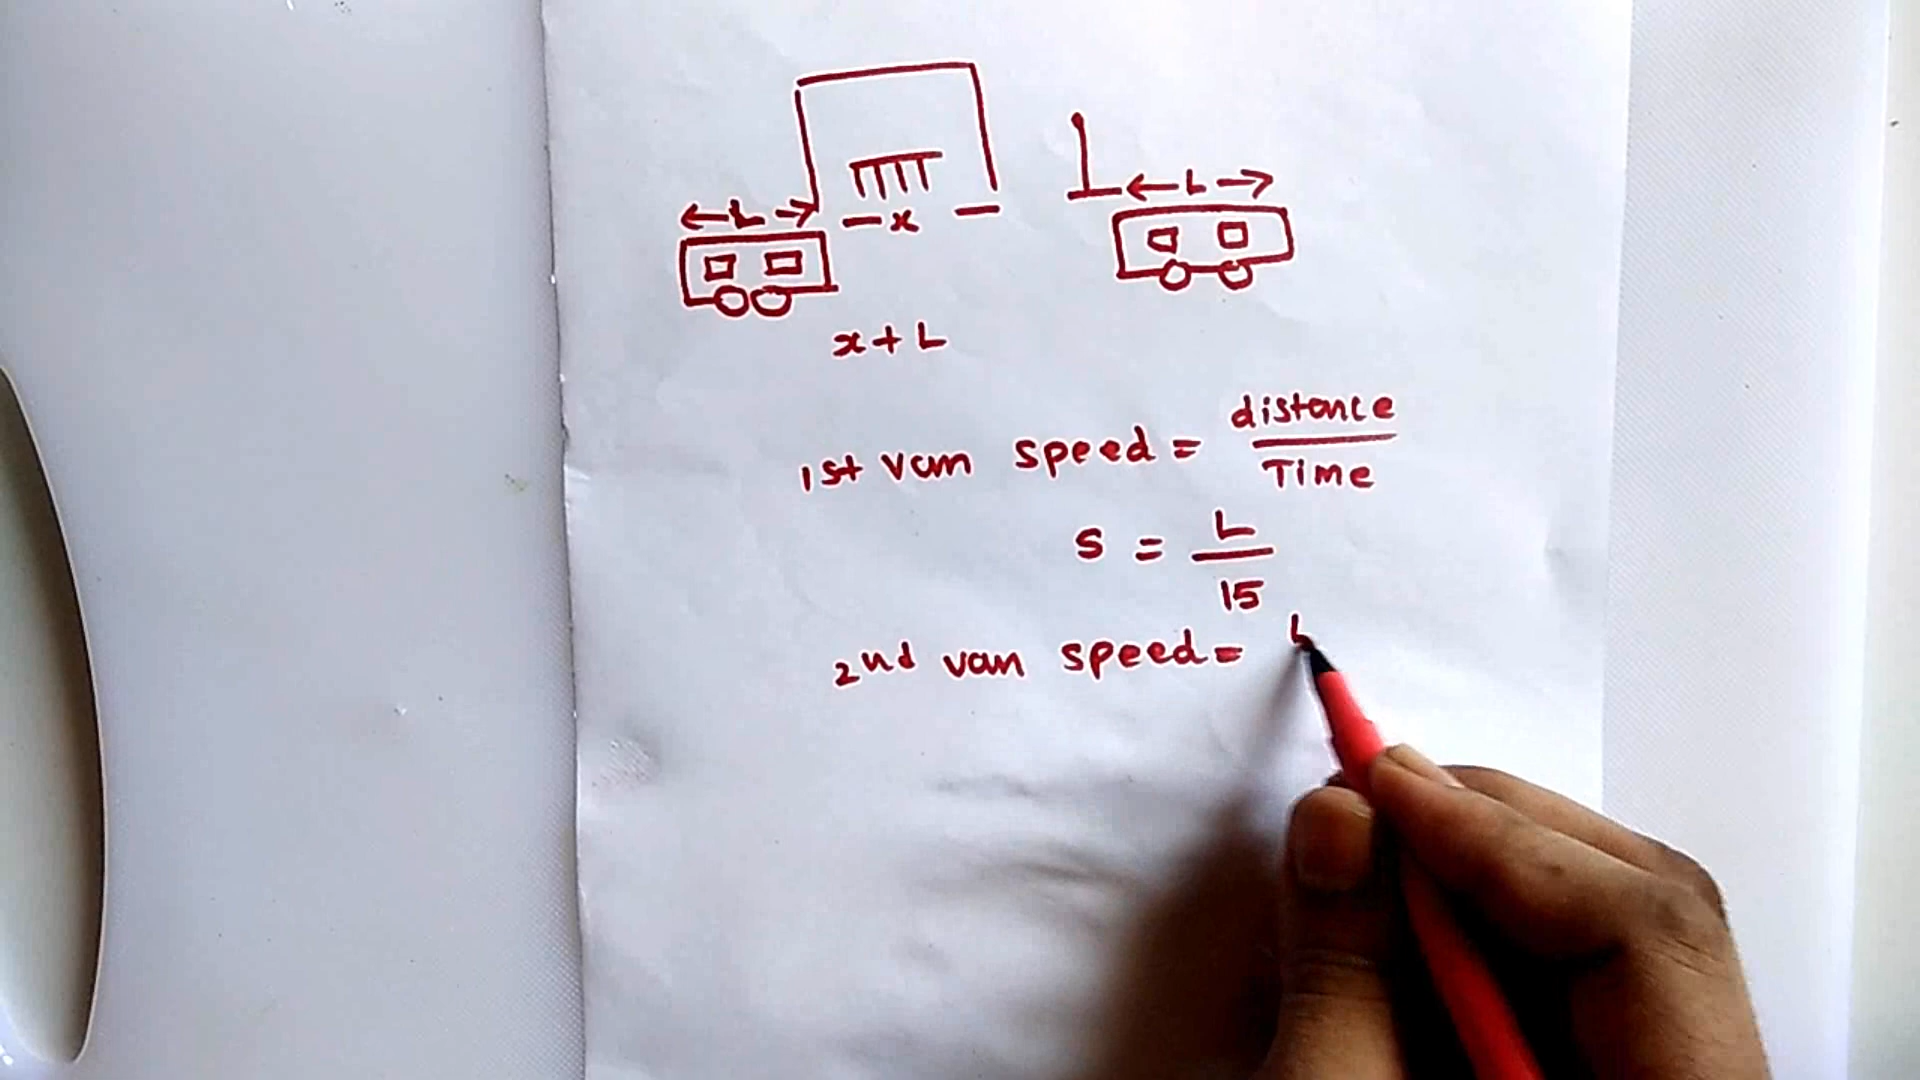 L
L
x
x + L
1st van speed = distance
Time
S = L
15
2nd van speed = L